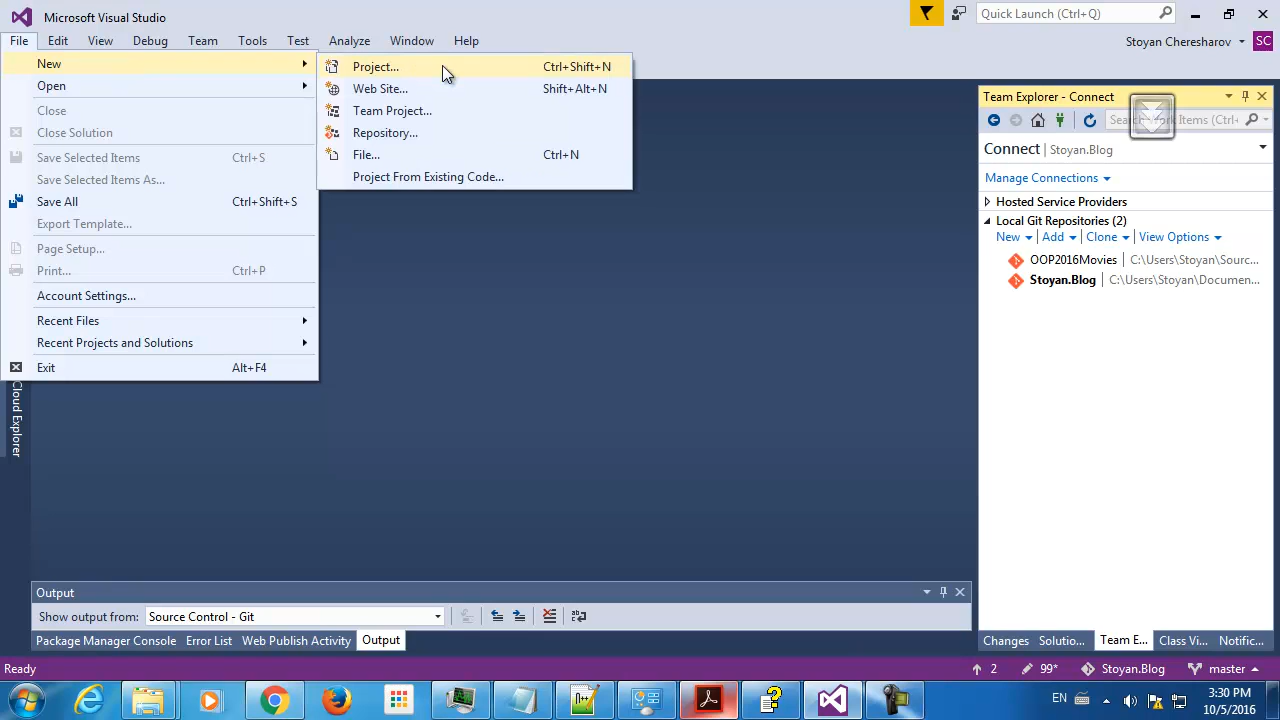 Microsoft Visual Studio
Quick Launch (Ctrl+Q)
File Edit View Debug Team Tools Test Analyze Window Help
Stoyan Cheresharov SC
New
Open
Close
Close Solution
Save Selected Items Ctrl+S
Save Selected Items As...
Save All Ctrl+Shift+S
Export Template...
Page Setup...
Print... Ctrl+P
Account Settings...
Recent Files
Recent Projects and Solutions
Exit Alt+F4
Project... Ctrl+Shift+N
Web Site... Shift+Alt+N
Team Project...
Repository...
File... Ctrl+N
Project From Existing Code...
Cloud Explorer
Team Explorer - Connect
Work Items (Ctrl+
Connect | Stoyan.Blog
Manage Connections
Hosted Service Providers
Local Git Repositories (2)
New | Add | Clone | View Options
OOP2016Movies | C:\Users\Stoyan\Sourc...
Stoyan.Blog | C:\Users\Stoyan\Documen...
Output
Show output from: Source Control - Git
Package Manager Console Error List Web Publish Activity Output
Changes Solutio... Team E... Class Vi... Notific...
Ready
2 99* Stoyan.Blog master
EN
3:30 PM
10/5/2016